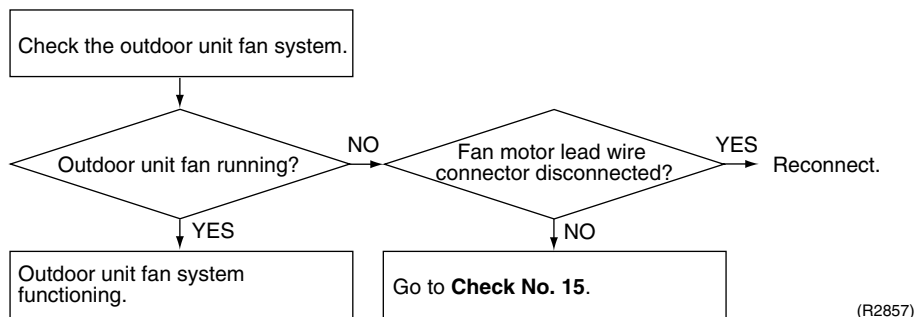 Check the outdoor unit fan system.
Outdoor unit fan running?
NO
Fan motor lead wire
connector disconnected?
YES
Reconnect.
YES
NO
Outdoor unit fan system
functioning.
Go to Check No. 15.
(R2857)